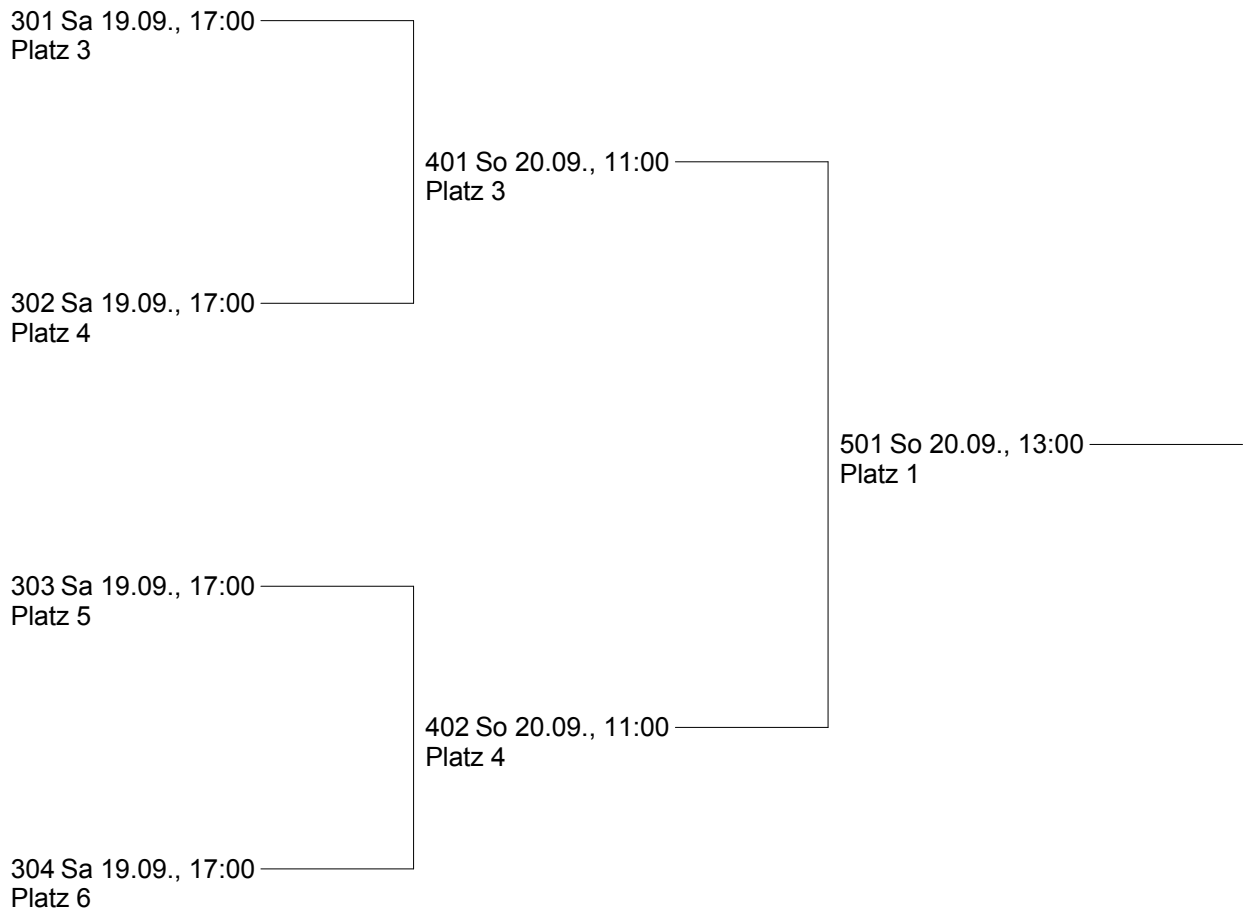 301 Sa 19.09., 17:00
Platz 3
401 So 20.09., 11:00
Platz 3
302 Sa 19.09., 17:00
Platz 4
501 So 20.09., 13:00
Platz 1
303 Sa 19.09., 17:00
Platz 5
402 So 20.09., 11:00
Platz 4
304 Sa 19.09., 17:00
Platz 6